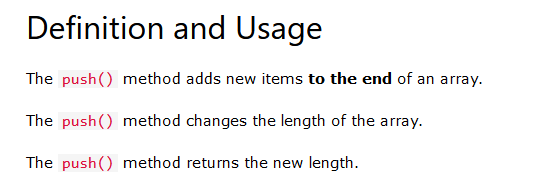 Definition and Usage
The push() method adds new items to the end of an array.
The push() method changes the length of the array.
The push() method returns the new length.